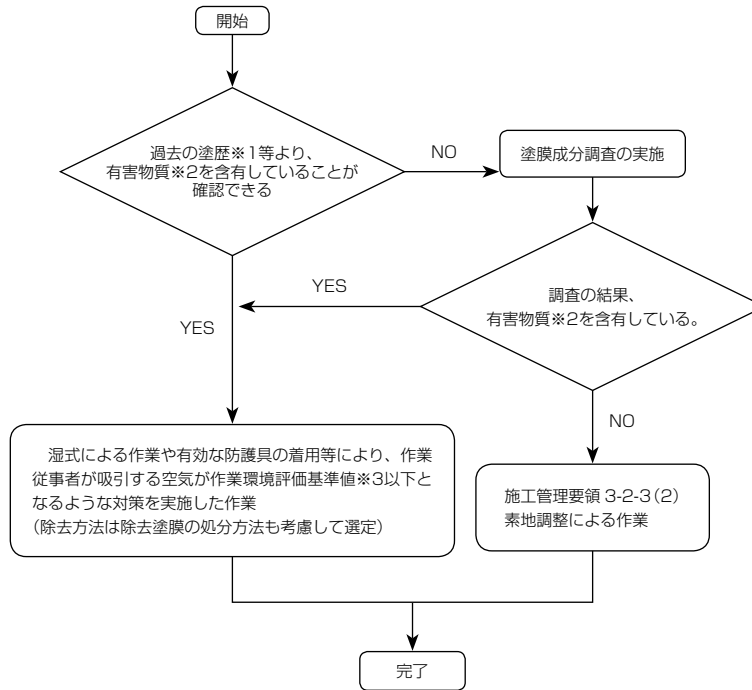 開始
過去の塗歴※1等より、
有害物質※2を含有していることが
確認できる
NO
塗膜成分調査の実施
YES
調査の結果、
有害物質※2を含有している。
YES
NO
湿式による作業や有効な防護具の着用等により、作業
従事者が吸引する空気が作業環境評価基準値※3以下と
なるような対策を実施した作業
(除去方法は除去塗膜の処分方法も考慮して選定)
施工管理要領 3-2-3(2)
素地調整による作業
完了